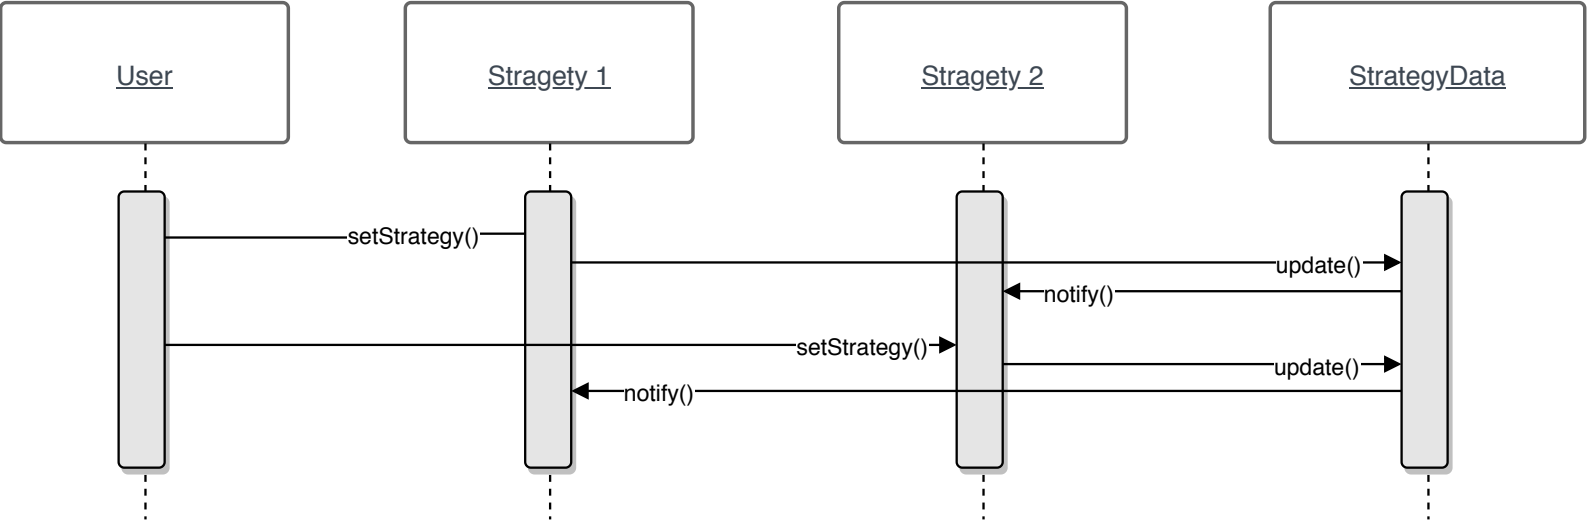 User
Stragety 1
Stragety 2
StrategyData
setStrategy()
update()
notify()
setStrategy()
update()
notify()